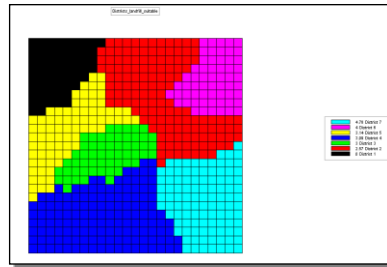 Districts_landfill_suitable
4.76 District 7
4 District 6
3.14 District 5
3.06 District 4
3 District 3
2.97 District 2
0 District 1